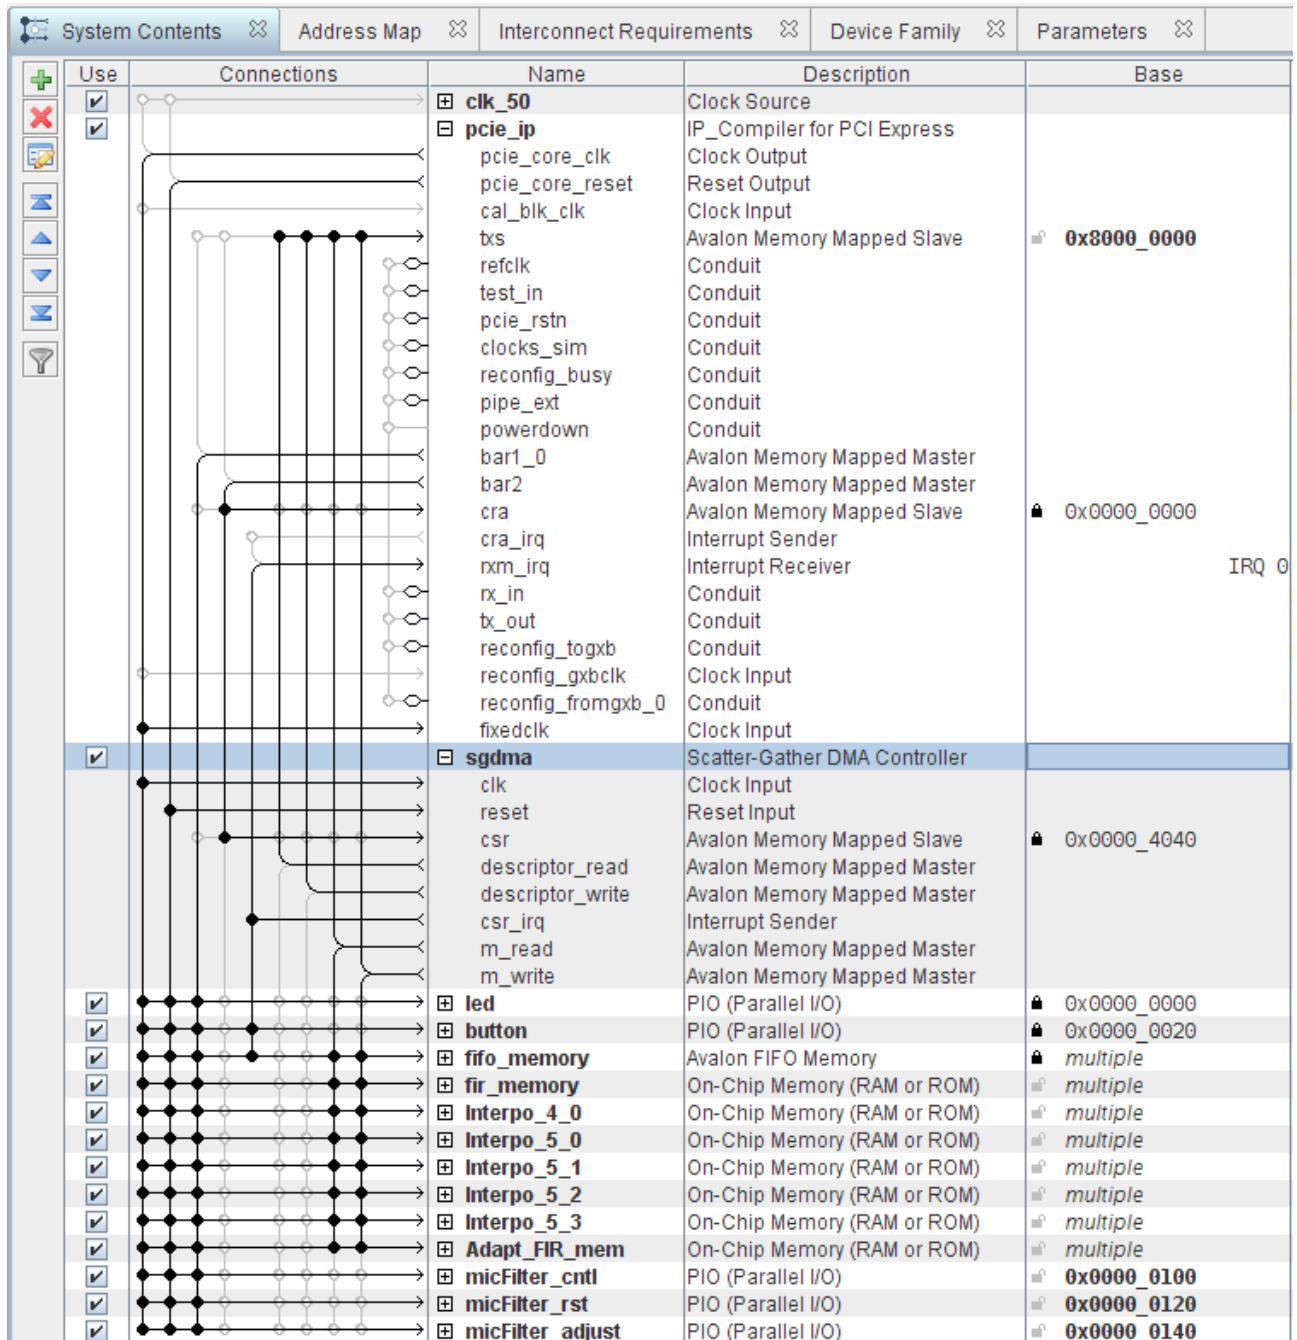 System Contents Address Map Interconnect Requirements Device Family Parameters
Use Connections Name Description Base
clk_50 Clock Source
pcie_ip IP_Compiler for PCI Express
pcie_core_clk Clock Output
pcie_core_reset Reset Output
cal_blk_clk Clock Input
txs Avalon Memory Mapped Slave 0x8000_0000
refclk Conduit
test_in Conduit
pcie_rstn Conduit
clocks_sim Conduit
reconfig_busy Conduit
pipe_ext Conduit
powerdown Conduit
bar1_0 Avalon Memory Mapped Master
bar2 Avalon Memory Mapped Master
cra Avalon Memory Mapped Slave 0x0000_0000
cra_irq Interrupt Sender
rxm_irq Interrupt Receiver IRQ 0
rx_in Conduit
tx_out Conduit
reconfig_togxb Conduit
reconfig_gxbclk Clock Input
reconfig_fromgxb_0 Conduit
fixedclk Clock Input
sgdma Scatter-Gather DMA Controller
clk Clock Input
reset Reset Input
csr Avalon Memory Mapped Slave 0x0000_4040
descriptor_read Avalon Memory Mapped Master
descriptor_write Avalon Memory Mapped Master
csr_irq Interrupt Sender
m_read Avalon Memory Mapped Master
m_write Avalon Memory Mapped Master
led PIO (Parallel I/O) 0x0000_0000
button PIO (Parallel I/O) 0x0000_0020
fifo_memory Avalon FIFO Memory multiple
fir_memory On-Chip Memory (RAM or ROM) multiple
Interpo_4_0 On-Chip Memory (RAM or ROM) multiple
Interpo_5_0 On-Chip Memory (RAM or ROM) multiple
Interpo_5_1 On-Chip Memory (RAM or ROM) multiple
Interpo_5_2 On-Chip Memory (RAM or ROM) multiple
Interpo_5_3 On-Chip Memory (RAM or ROM) multiple
Adapt_FIR_mem On-Chip Memory (RAM or ROM) multiple
micFilter_cntl PIO (Parallel I/O) 0x0000_0100
micFilter_rst PIO (Parallel I/O) 0x0000_0120
micFilter_adjust PIO (Parallel I/O) 0x0000_0140